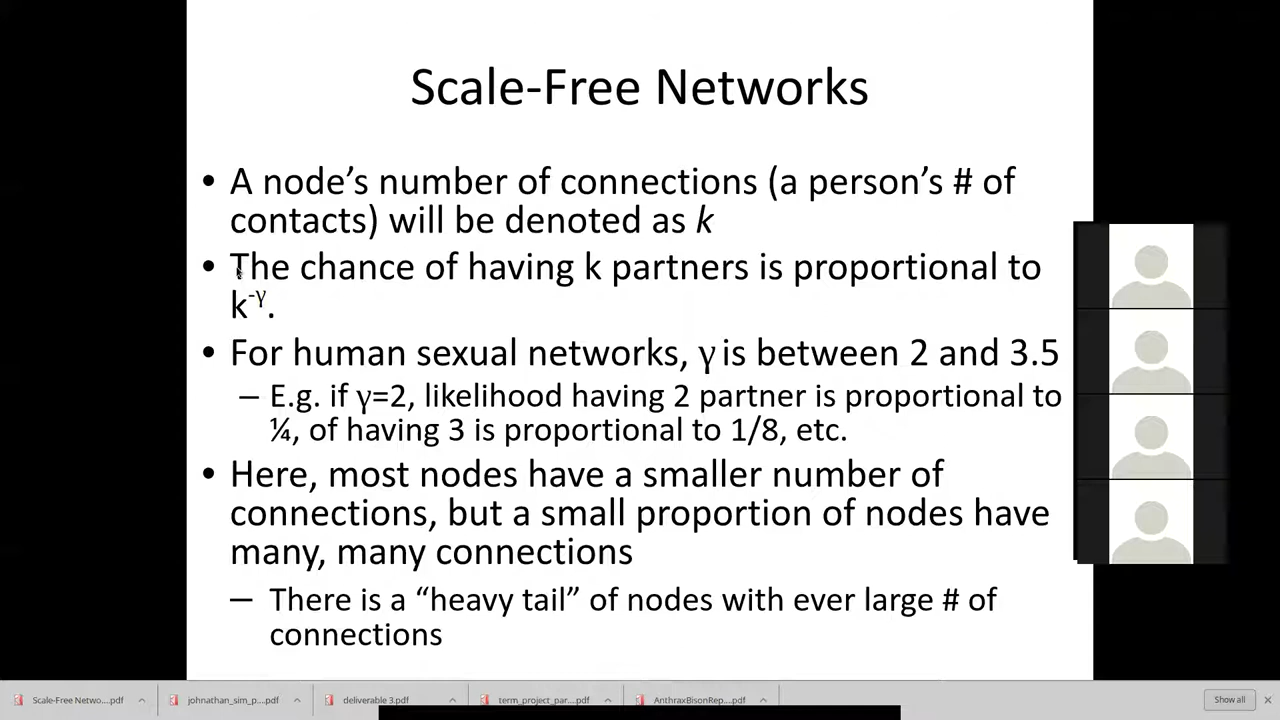 Scale-Free Networks
• A node’s number of connections (a person’s # of
contacts) will be denoted as k
• The chance of having k partners is proportional to
k-γ.
• For human sexual networks, γ is between 2 and 3.5
– E.g. if γ=2, likelihood having 2 partner is proportional to
¼, of having 3 is proportional to 1/8, etc.
• Here, most nodes have a smaller number of
connections, but a small proportion of nodes have
many, many connections
– There is a “heavy tail” of nodes with ever large # of
connections
Scale-Free Netwo....pdf
johnathan_sim_p....pdf
deliverable 3.pdf
term_project_par....pdf
AnthraxBisonRep....pdf
Show all